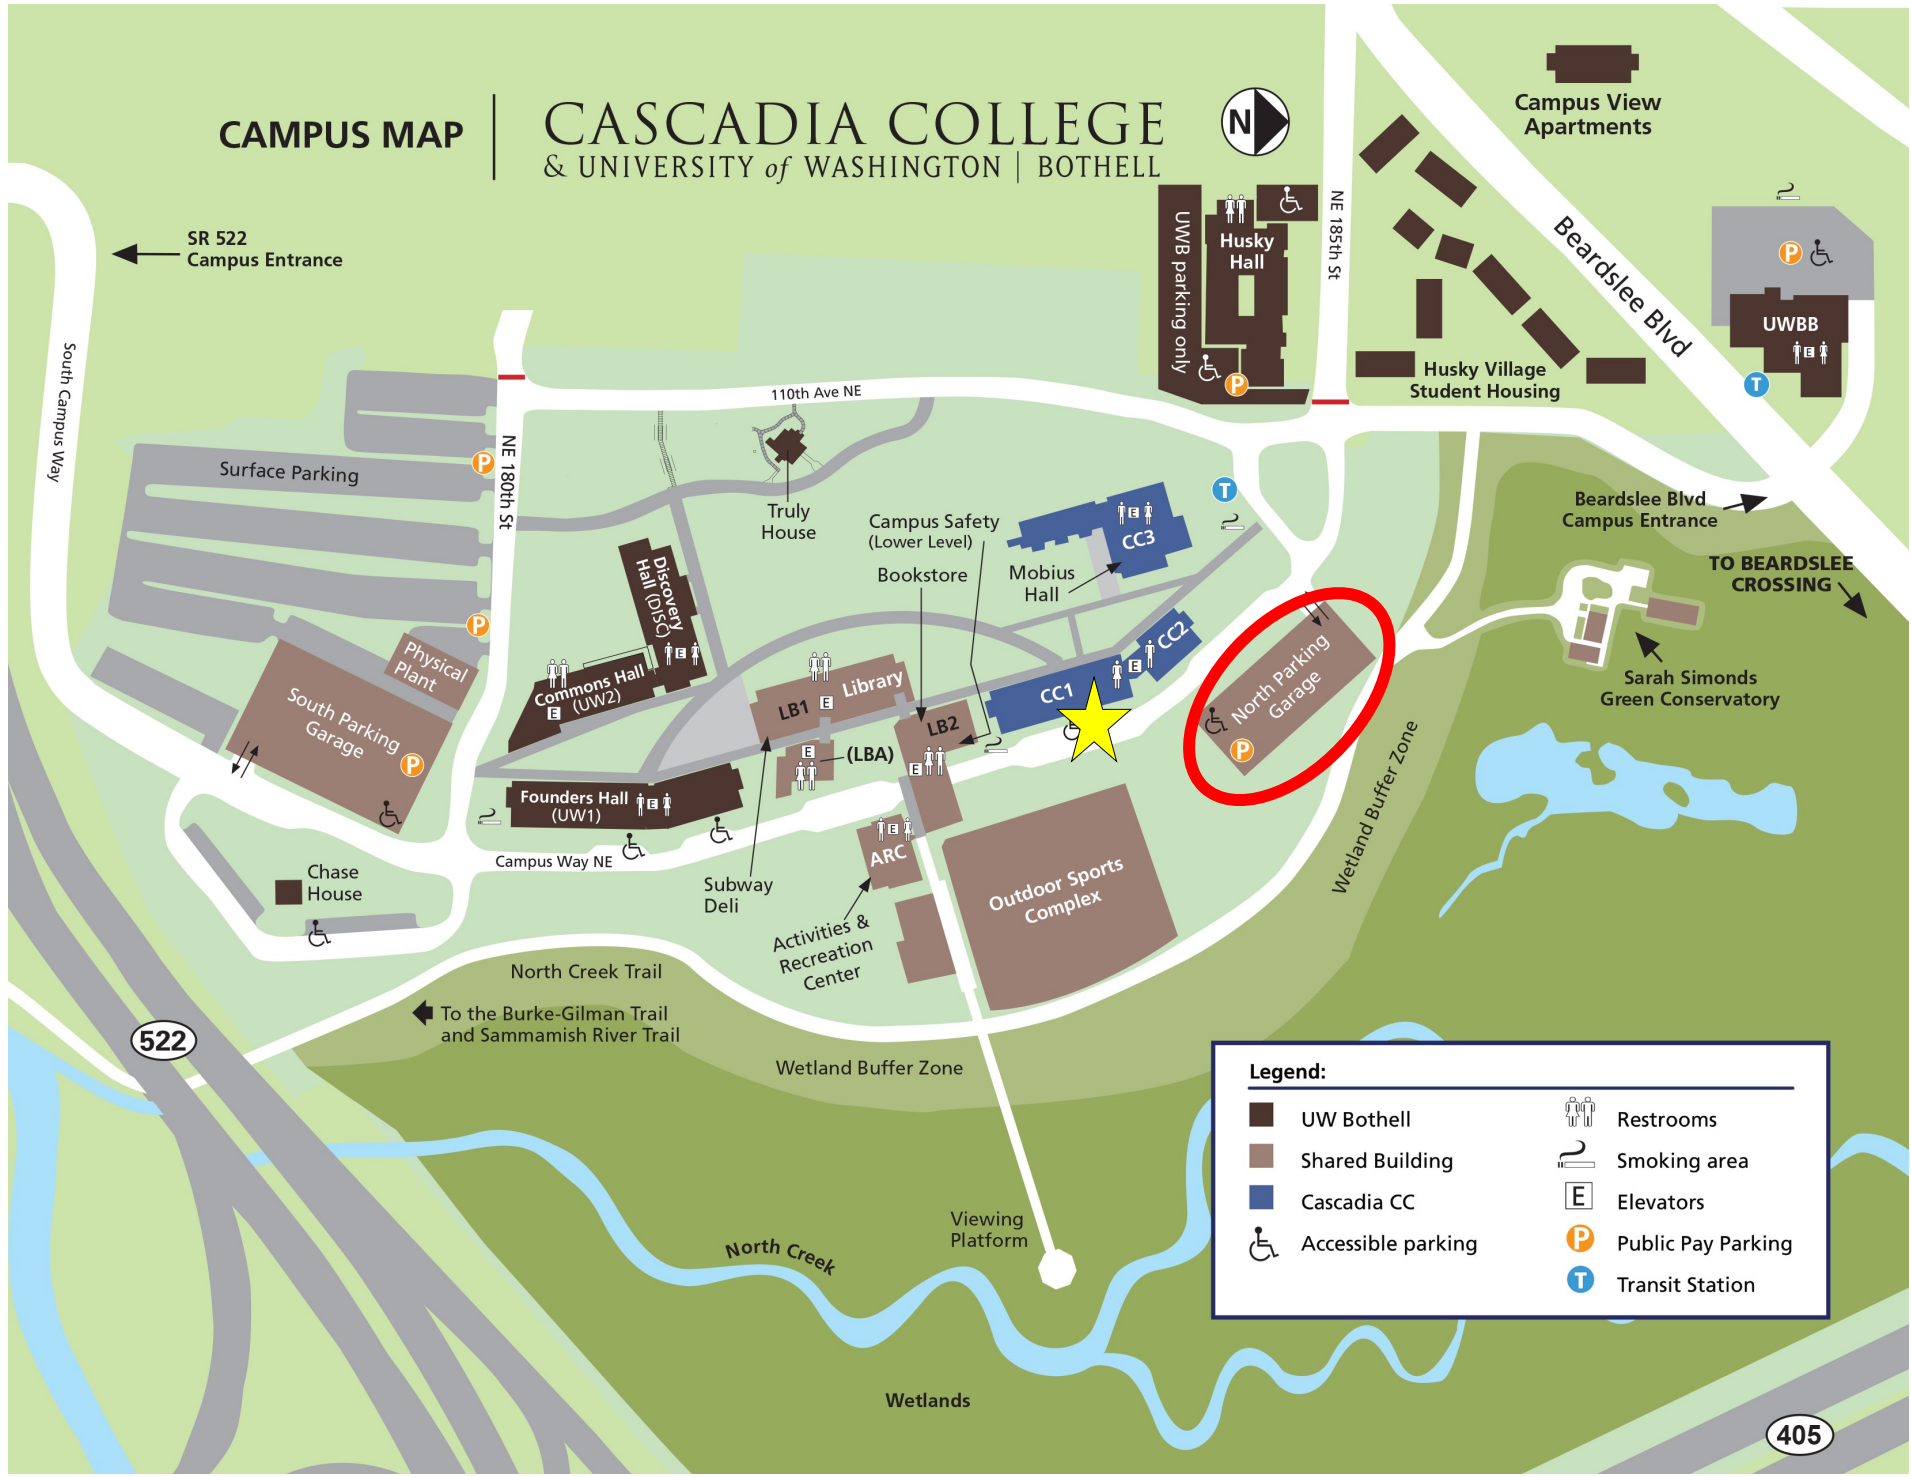 CAMPUS MAP
CASCADIA COLLEGE
& UNIVERSITY of WASHINGTON | BOTHELL
N
Campus View
Apartments
SR 522
Campus Entrance
South Campus Way
Surface Parking
P
P
NE 180th St
110th Ave NE
Truly
House
UWB parking only
Husky
Hall
P
NE 185th St
Beardslee Blvd
Husky Village
Student Housing
P
UWBB
E
T
Beardslee Blvd
Campus Entrance
TO BEARDSLEE
CROSSING
Sarah Simonds
Green Conservatory
T
Campus Safety
(Lower Level)
Bookstore
Mobius
Hall
E
CC3
CC2
E
CC1
Discovery
Hall (DISC)
E
Commons Hall
(UW2)
E
Physical
Plant
South Parking
Garage
P
LB1
Library
E
LB2
E
(LBA)
E
Founders Hall
(UW1)
E
North Parking
Garage
P
Wetland Buffer Zone
Campus Way NE
Chase
House
Subway
Deli
E
ARC
Activities &
Recreation
Center
Outdoor Sports
Complex
North Creek Trail
To the Burke-Gilman Trail
and Sammamish River Trail
522
Wetland Buffer Zone
Viewing
Platform
North Creek
Wetlands
405
Legend:
UW Bothell
Shared Building
Cascadia CC
Accessible parking
Restrooms
Smoking area
E Elevators
P Public Pay Parking
T Transit Station